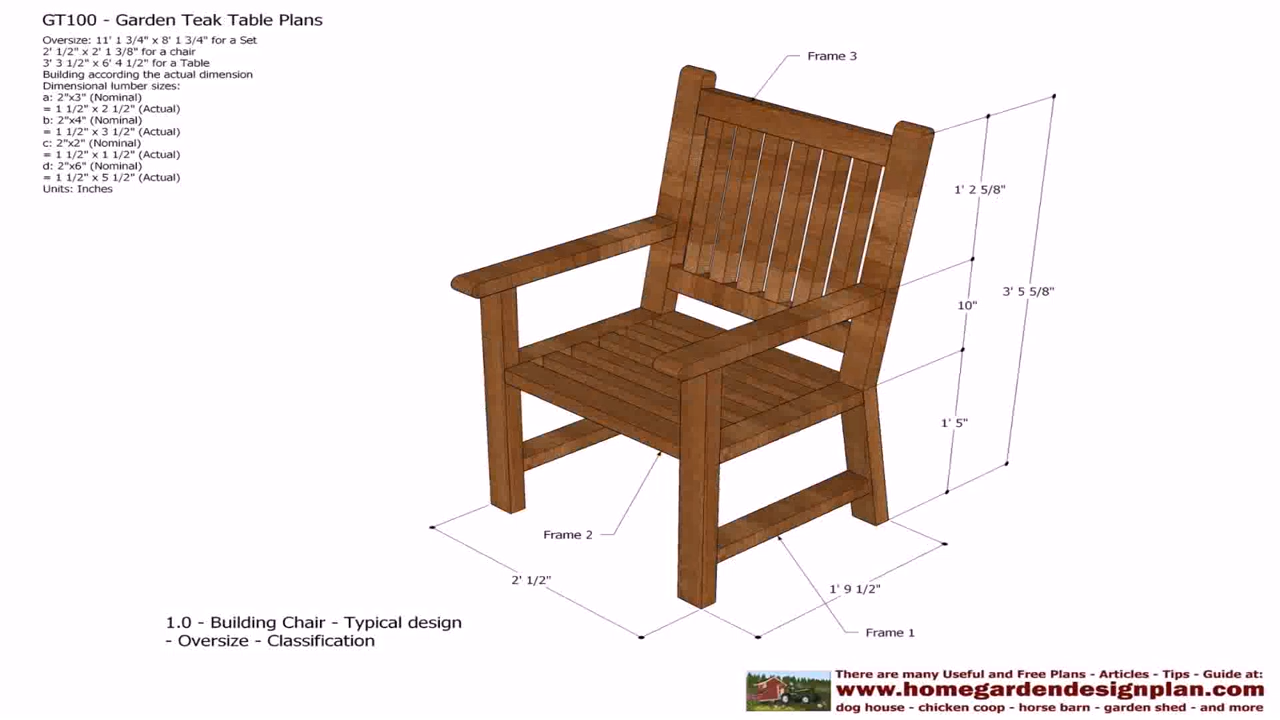 GT100 - Garden Teak Table Plans
Oversize: 11' 1 3/4" x 8' 1 3/4" for a Set
2' 1/2" x 2' 1 3/8" for a chair
3' 3 1/2" x 6' 4 1/2" for a Table
Building according the actual dimension
Dimensional lumber sizes:
a: 2"x3" (Nominal)
= 1 1/2" x 2 1/2" (Actual)
b: 2"x4" (Nominal)
= 1 1/2" x 3 1/2" (Actual)
c: 2"x2" (Nominal)
= 1 1/2" x 1 1/2" (Actual)
d: 2"x6" (Nominal)
= 1 1/2" x 5 1/2" (Actual)
Units: Inches
Frame 3
1' 2 5/8"
3' 5 5/8"
10"
1' 5"
Frame 2
2' 1/2"
1' 9 1/2"
Frame 1
1.0 - Building Chair - Typical design
- Oversize - Classification
There are many Useful and Free Plans - Articles - Tips - Guide at:
www.homegardendesignplan.com
dog house - chicken coop - horse barn - garden shed - and more